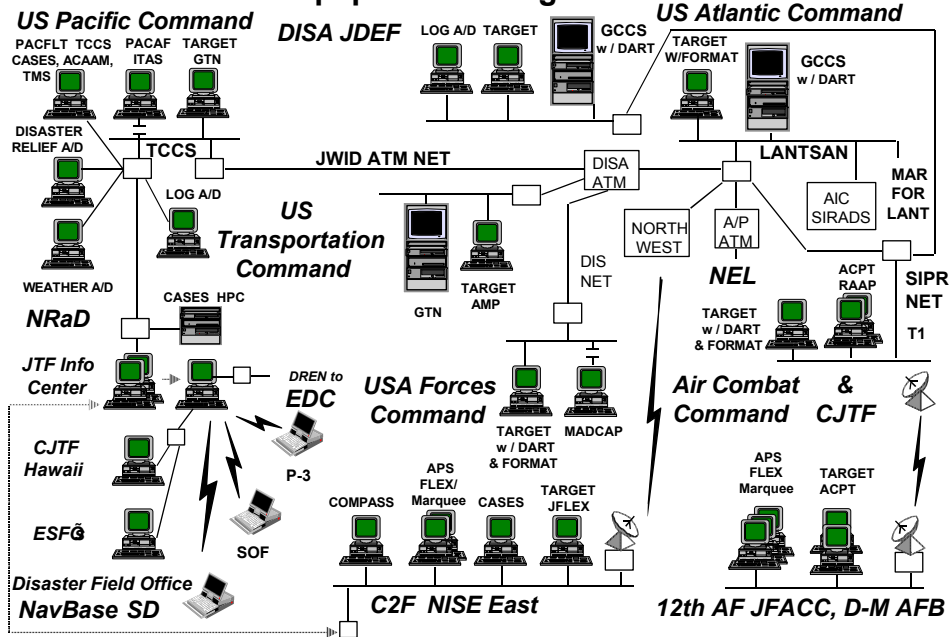 US Pacific Command
PACFLT TCCS
CASES, ACAAM,
TMS
PACAF
ITAS
TARGET
GTN
DISA JDEF
LOG A/D
TARGET
GCCS
w / DART
US Atlantic Command
TARGET
W/FORMAT
GCCS
w / DART
DISASTER
RELIEF A/D
TCCS
JWID ATM NET
DISA
ATM
LANTSAN
MAR
FOR
LANT
LOG A/D
US
Transportation
Command
AIC
SIRADS
NORTH
WEST
A/P
ATM
WEATHER A/D
GTN
TARGET
AMP
DIS
NET
NEL
ACPT
RAAP
SIPR
NET
T1
TARGET
w / DART
& FORMAT
NRaD
CASES HPC
JTF Info
Center
DREN to
EDC
USA Forces
Command
Air Combat
Command
&
CJTF
TARGET
w / DART
& FORMAT
MADCAP
CJTF
Hawaii
P-3
COMPASS
APS
FLEX/
Marquee
CASES
TARGET
JFLEX
APS
FLEX
Marquee
TARGET
ACPT
ESFG̃
SOF
Disaster Field Office
NavBase SD
C2F NISE East
12th AF JFACC, D-M AFB